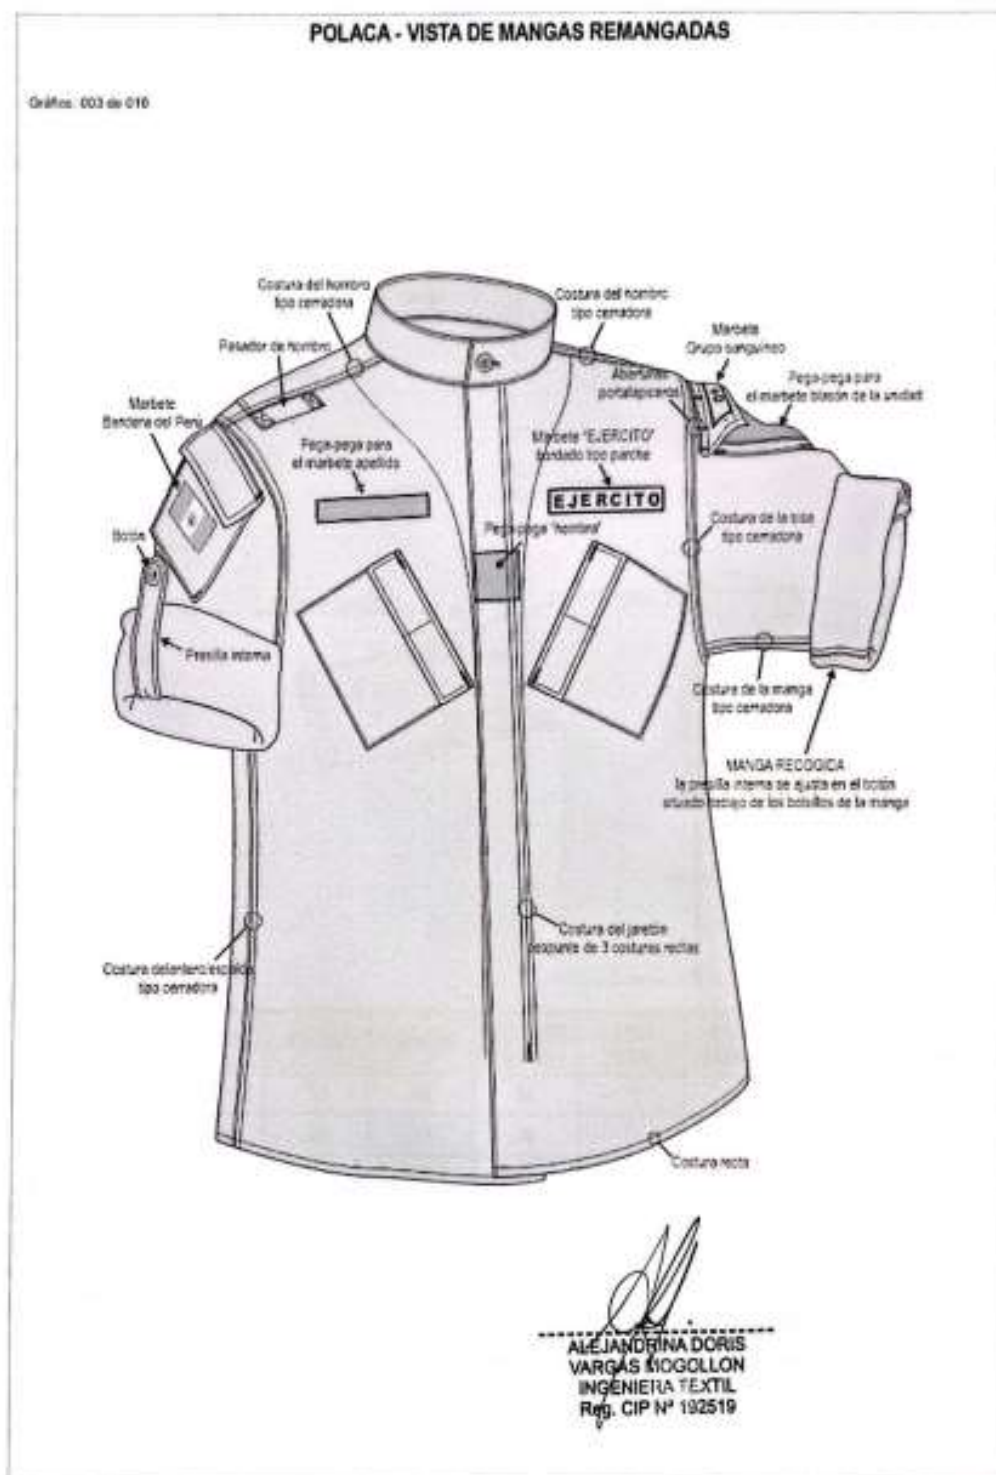 POLACA - VISTA DE MANGAS REMANGADAS
Gráfico: 003 de 016
Costura del hombro
tipo cerradora
Costura del hombro
tipo cerradora
Pasador de hombro
Marbete
Grupo sanguíneo
Aberturas
portalapiceros
Pega-pega para
el marbete blasón de la unidad
Marbete
Bandera del Perú
Pega-pega para
el marbete apellido
Marbete "EJERCITO"
bordado tipo parche
EJERCITO
Pega-pega "hombrera"
Botón
Costura de la sisa
tipo cerradora
Presilla interna
Costura de la manga
tipo cerradora
MANGA RECOGIDA
la presilla interna se ajusta en el botón
situado debajo de los bolsillos de la manga
Costura del jaretón
despunte de 3 costuras rectas
Costura delantero/espalda
tipo cerradora
Costura recta
ALEJANDRINA DORIS
VARGAS MOGOLLON
INGENIERA TEXTIL
Reg. CIP Nº 192519